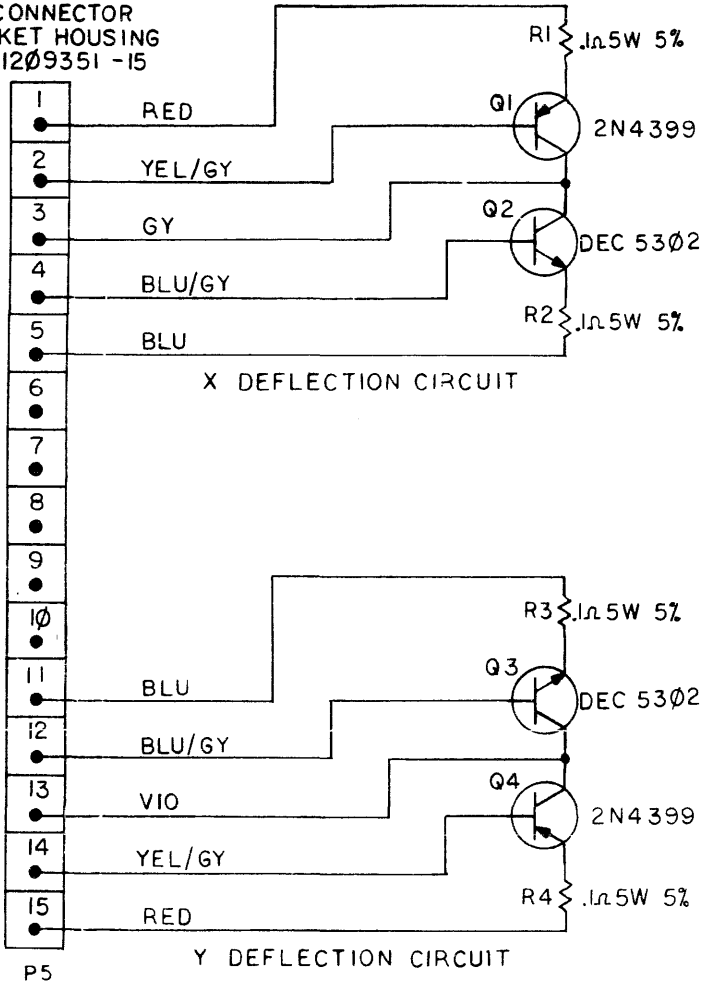 CONNECTOR
KET HOUSING
12Ø9351 -15
R1 .1Ω 5W 5%
1 RED
Q1 2N4399
2 YEL/GY
3 GY
Q2 DEC 53Ø2
4 BLU/GY
R2 .1Ω 5W 5%
5 BLU
X DEFLECTION CIRCUIT
6
7
8
9
1Ø
R3 .1Ω 5W 5%
11 BLU
Q3 DEC 53Ø2
12 BLU/GY
13 VIO
Q4 2N4399
14 YEL/GY
R4 .1Ω 5W 5%
15 RED
Y DEFLECTION CIRCUIT
P5